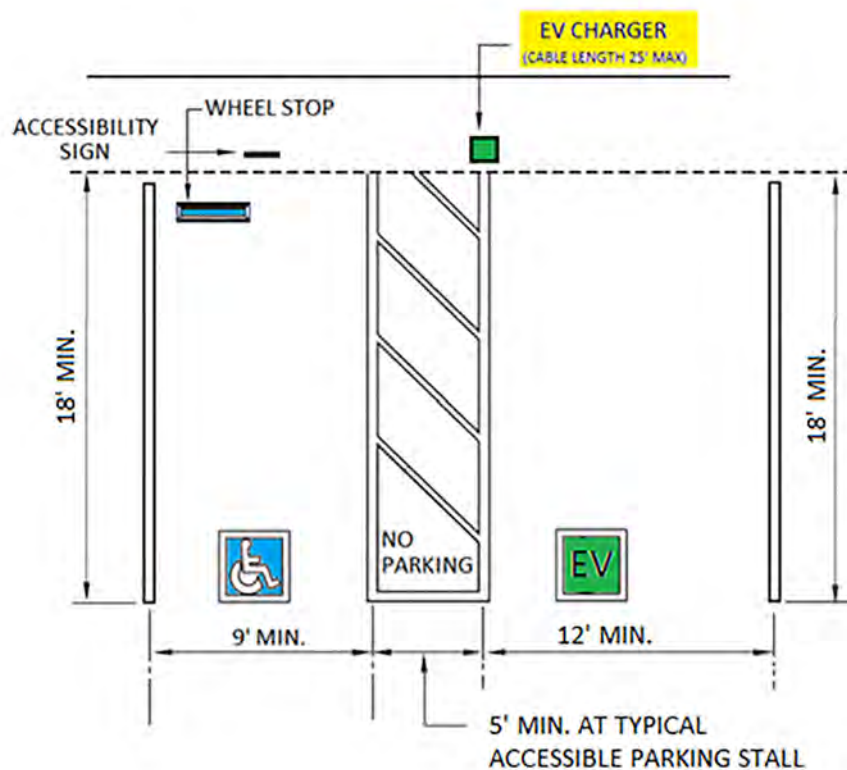 EV CHARGER
(CABLE LENGTH 25' MAX)
WHEEL STOP
ACCESSIBILITY
SIGN
18' MIN.
18' MIN.
NO
PARKING
EV
9' MIN.
12' MIN.
5' MIN. AT TYPICAL
ACCESSIBLE PARKING STALL